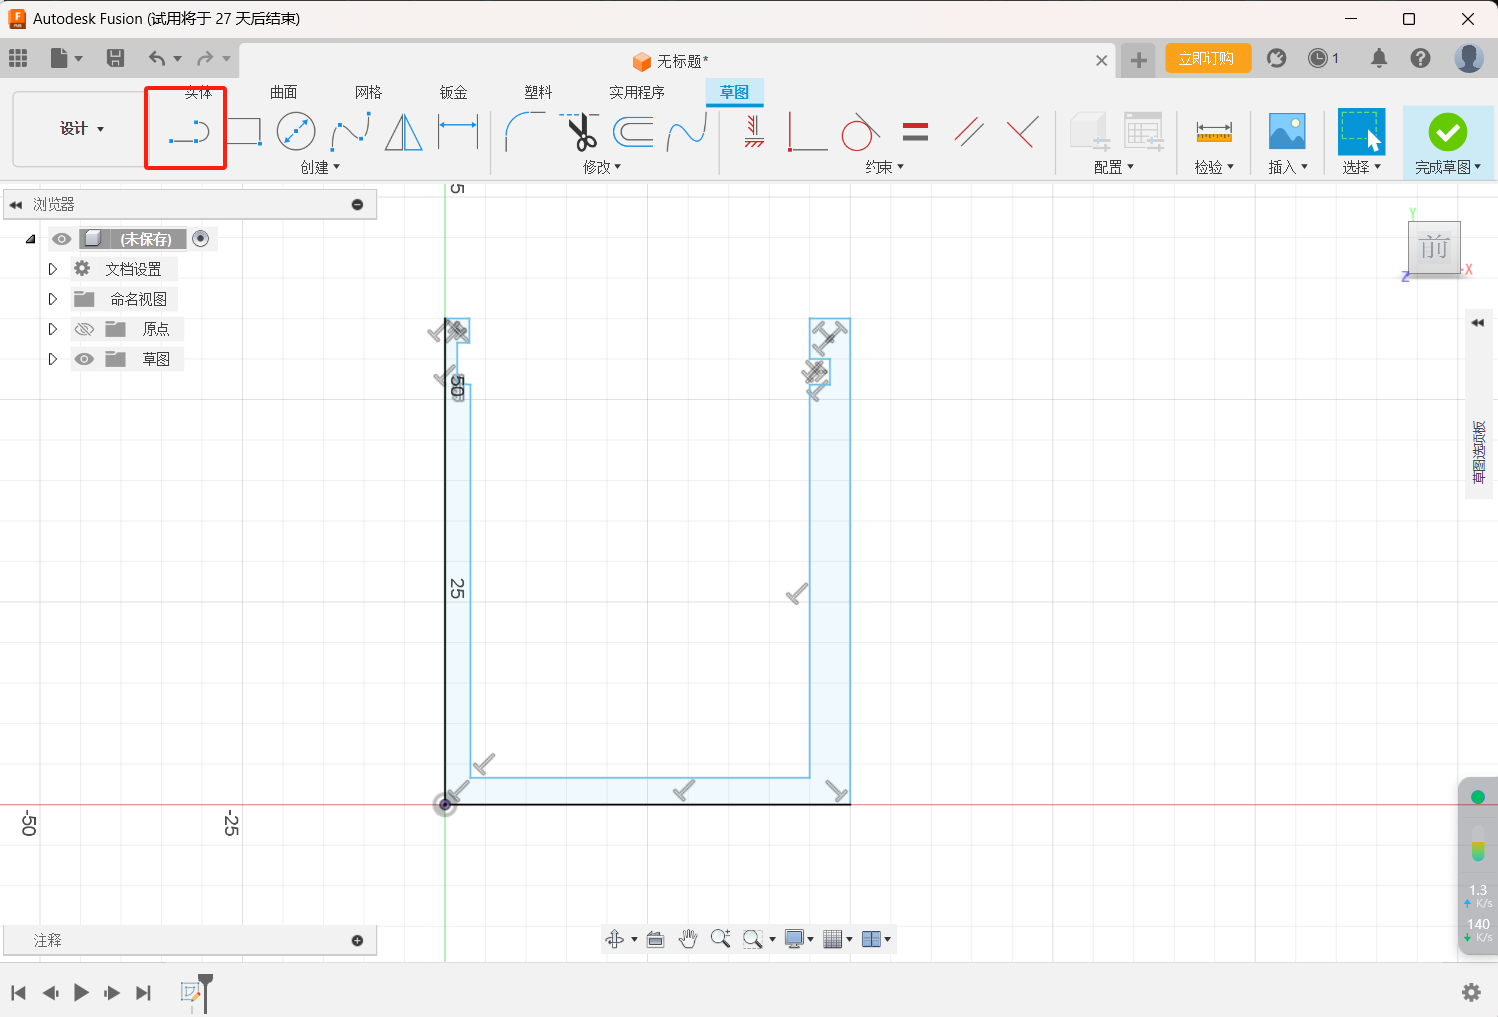 Autodesk Fusion (试用将于 27 天后结束)
无标题*
立即订购
1
实体
曲面
网格
钣金
塑料
实用程序
草图
设计
创建
修改
约束
配置
检验
插入
选择
完成草图
浏览器
(未保存)
文档设置
命名视图
原点
草图
5
50
25
-50
-25
Y
前
Z
X
草图选项板
1.3
K/s
140
K/s
注释